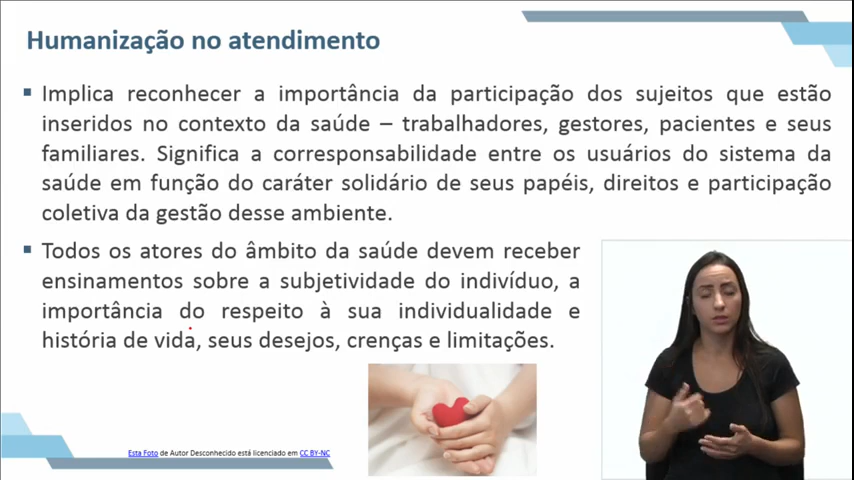 Humanização no atendimento
Implica reconhecer a importância da participação dos sujeitos que estão
inseridos no contexto da saúde – trabalhadores, gestores, pacientes e seus
familiares. Significa a corresponsabilidade entre os usuários do sistema da
saúde em função do caráter solidário de seus papéis, direitos e participação
coletiva da gestão desse ambiente.
Todos os atores do âmbito da saúde devem receber
ensinamentos sobre a subjetividade do indivíduo, a
importância do respeito à sua individualidade e
história de vida, seus desejos, crenças e limitações.
Esta Foto de Autor Desconhecido está licenciado em CC BY-NC